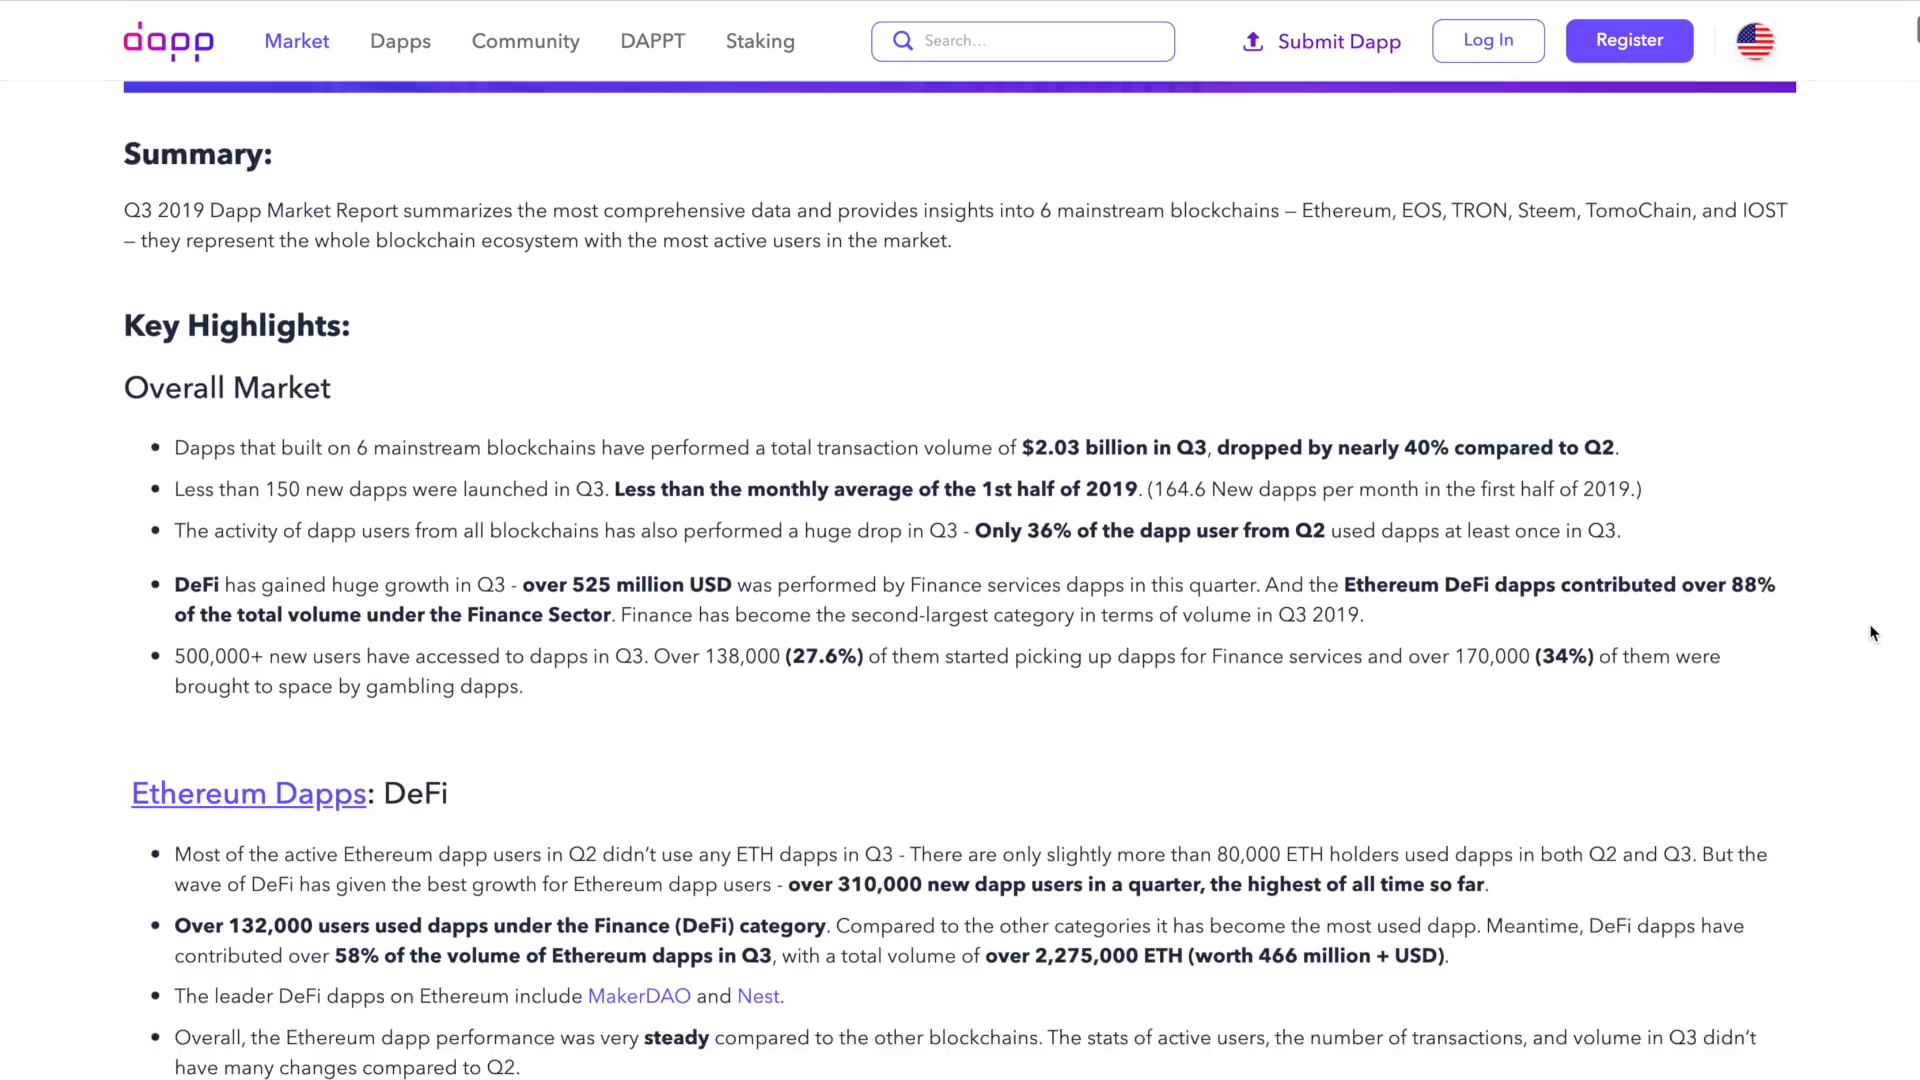 dapp Market Dapps Community DAPPT Staking Search... Submit Dapp Log In Register
Summary:
Q3 2019 Dapp Market Report summarizes the most comprehensive data and provides insights into 6 mainstream blockchains – Ethereum, EOS, TRON, Steem, TomoChain, and IOST
– they represent the whole blockchain ecosystem with the most active users in the market.
Key Highlights:
Overall Market
• Dapps that built on 6 mainstream blockchains have performed a total transaction volume of $2.03 billion in Q3, dropped by nearly 40% compared to Q2.
• Less than 150 new dapps were launched in Q3. Less than the monthly average of the 1st half of 2019. (164.6 New dapps per month in the first half of 2019.)
• The activity of dapp users from all blockchains has also performed a huge drop in Q3 - Only 36% of the dapp user from Q2 used dapps at least once in Q3.
• DeFi has gained huge growth in Q3 - over 525 million USD was performed by Finance services dapps in this quarter. And the Ethereum DeFi dapps contributed over 88%
of the total volume under the Finance Sector. Finance has become the second-largest category in terms of volume in Q3 2019.
• 500,000+ new users have accessed to dapps in Q3. Over 138,000 (27.6%) of them started picking up dapps for Finance services and over 170,000 (34%) of them were
brought to space by gambling dapps.
Ethereum Dapps: DeFi
• Most of the active Ethereum dapp users in Q2 didn't use any ETH dapps in Q3 - There are only slightly more than 80,000 ETH holders used dapps in both Q2 and Q3. But the
wave of DeFi has given the best growth for Ethereum dapp users - over 310,000 new dapp users in a quarter, the highest of all time so far.
• Over 132,000 users used dapps under the Finance (DeFi) category. Compared to the other categories it has become the most used dapp. Meantime, DeFi dapps have
contributed over 58% of the volume of Ethereum dapps in Q3, with a total volume of over 2,275,000 ETH (worth 466 million + USD).
• The leader DeFi dapps on Ethereum include MakerDAO and Nest.
• Overall, the Ethereum dapp performance was very steady compared to the other blockchains. The stats of active users, the number of transactions, and volume in Q3 didn't
have many changes compared to Q2.